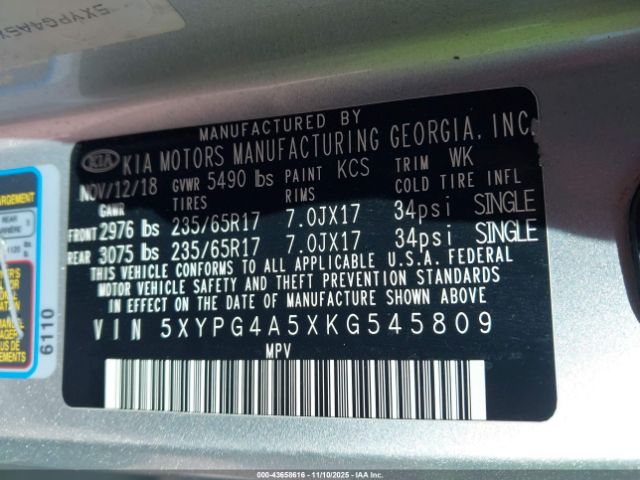 5XYPG4A5X
MANUFACTURED BY
KIA KIA MOTORS MANUFACTURING GEORGIA, INC.
NOV/12/18 GVWR 5490 lbs PAINT KCS TRIM WK
GAWR TIRES RIMS COLD TIRE INFL
FRONT 2976 lbs 235/65R17 7.0JX17 34psi SINGLE
REAR 3075 lbs 235/65R17 7.0JX17 34psi SINGLE
THIS VEHICLE CONFORMS TO ALL APPLICABLE U.S.A. FEDERAL
MOTOR VEHICLE SAFETY AND THEFT PREVENTION STANDARDS
IN EFFECT ON THE DATE OF MANUFACTURE SHOWN ABOVE.
VIN 5XYPG4A5XKG545809
MPV
6110
REAR
000-43658616 - 11/10/2025 - IAA, Inc.